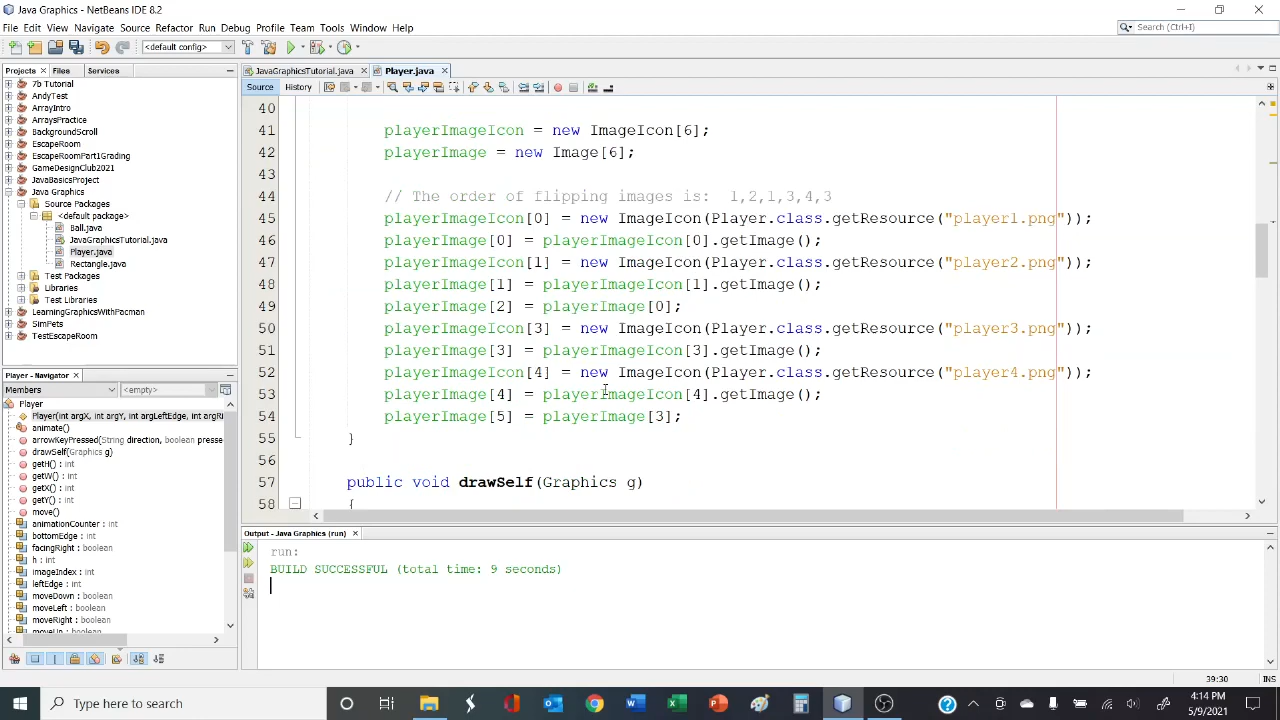 Java Graphics - NetBeans IDE 8.2
File Edit View Navigate Source Refactor Run Debug Profile Team Tools Window Help
Search (Ctrl+I)
<default config>
Projects Files Services
JavaGraphicsTutorial.java Player.java
Source History
7b Tutorial
AndyTest
ArrayIntro
ArraysPractice
BackgroundScroll
EscapeRoom
EscapeRoomPart1Grading
GameDesignClub2021
JavaBasicsProject
Java Graphics
Source Packages
<default package>
Ball.java
JavaGraphicsTutorial.java
Player.java
Rectangle.java
Test Packages
Libraries
Test Libraries
LearningGraphicsWithPacman
SimPets
TestEscapeRoom
40
41 playerImageIcon = new ImageIcon[6];
42 playerImage = new Image[6];
43
44 // The order of flipping images is: 1,2,1,3,4,3
45 playerImageIcon[0] = new ImageIcon(Player.class.getResource("player1.png"));
46 playerImage[0] = playerImageIcon[0].getImage();
47 playerImageIcon[1] = new ImageIcon(Player.class.getResource("player2.png"));
48 playerImage[1] = playerImageIcon[1].getImage();
49 playerImage[2] = playerImage[0];
50 playerImageIcon[3] = new ImageIcon(Player.class.getResource("player3.png"));
51 playerImage[3] = playerImageIcon[3].getImage();
52 playerImageIcon[4] = new ImageIcon(Player.class.getResource("player4.png"));
53 playerImage[4] = playerImageIcon[4].getImage();
54 playerImage[5] = playerImage[3];
55 }
56
57 public void drawSelf(Graphics g)
58 {
Player - Navigator
Members <empty>
Player
Player(int argX, int argY, int argLeftEdge, int argRi
animate()
arrowKeyPressed(String direction, boolean presse
drawSelf(Graphics g)
getH() : int
getW() : int
getX() : int
getY() : int
move()
animationCounter : int
bottomEdge : int
facingRight : boolean
h : int
imageIndex : int
leftEdge : int
moveDown : boolean
moveLeft : boolean
moveRight : boolean
moveUp : boolean
Output - Java Graphics (run)
run:
BUILD SUCCESSFUL (total time: 9 seconds)
39:30 INS
Type here to search
4:14 PM
5/9/2021